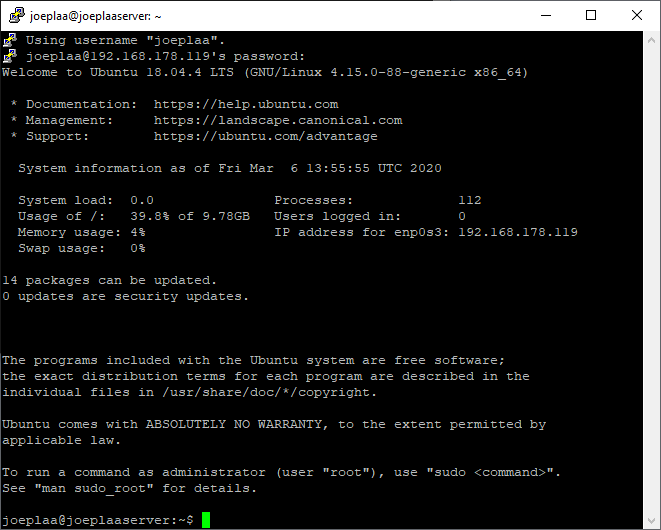 joeplaa@joeplaaserver: ~
Using username "joeplaa".
joeplaa@192.168.178.119's password:
Welcome to Ubuntu 18.04.4 LTS (GNU/Linux 4.15.0-88-generic x86_64)
* Documentation:  https://help.ubuntu.com
* Management:     https://landscape.canonical.com
* Support:        https://ubuntu.com/advantage
System information as of Fri Mar  6 13:55:55 UTC 2020
System load:  0.0               Processes:             112
Usage of /:   39.8% of 9.78GB   Users logged in:       0
Memory usage: 4%                IP address for enp0s3: 192.168.178.119
Swap usage:   0%
14 packages can be updated.
0 updates are security updates.
The programs included with the Ubuntu system are free software;
the exact distribution terms for each program are described in the
individual files in /usr/share/doc/*/copyright.
Ubuntu comes with ABSOLUTELY NO WARRANTY, to the extent permitted by
applicable law.
To run a command as administrator (user "root"), use "sudo <command>".
See "man sudo_root" for details.
joeplaa@joeplaaserver:~$